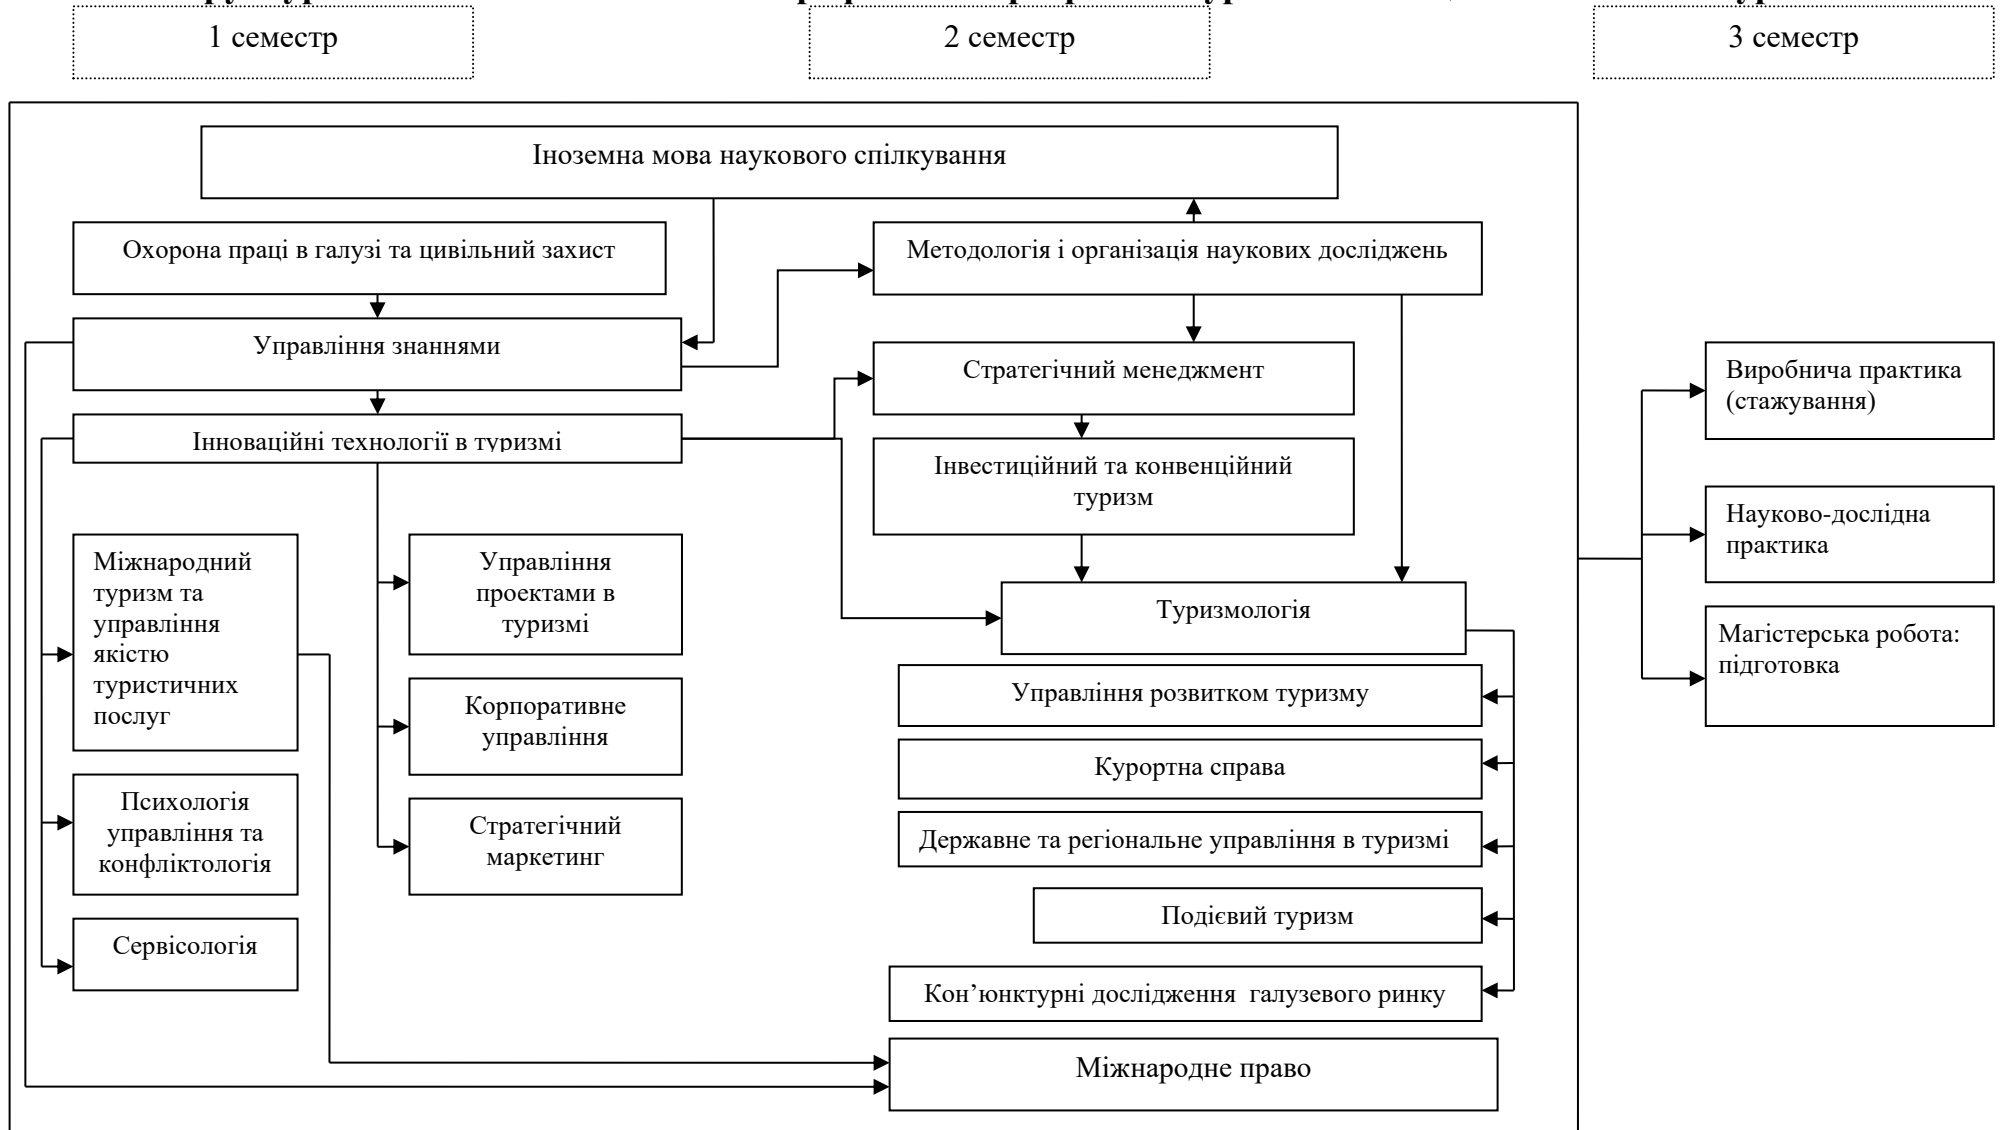 1 семестр
2 семестр
3 семестр
Іноземна мова наукового спілкування
Охорона праці в галузі та цивільний захист
Методологія і організація наукових досліджень
Управління знаннями
Стратегічний менеджмент
Виробнича практика
(стажування)
Інноваційні технології в туризмі
Інвестиційний та конвенційний
туризм
Науково-дослідна
практика
Міжнародний
туризм та
управління
якістю
туристичних
послуг
Управління
проектами в
туризмі
Туризмологія
Магістерська робота:
підготовка
Управління розвитком туризму
Корпоративне
управління
Курортна справа
Психологія
управління та
конфліктологія
Стратегічний
маркетинг
Державне та регіональне управління в туризмі
Подієвий туризм
Сервісологія
Кон’юнктурні дослідження  галузевого ринку
Міжнародне право